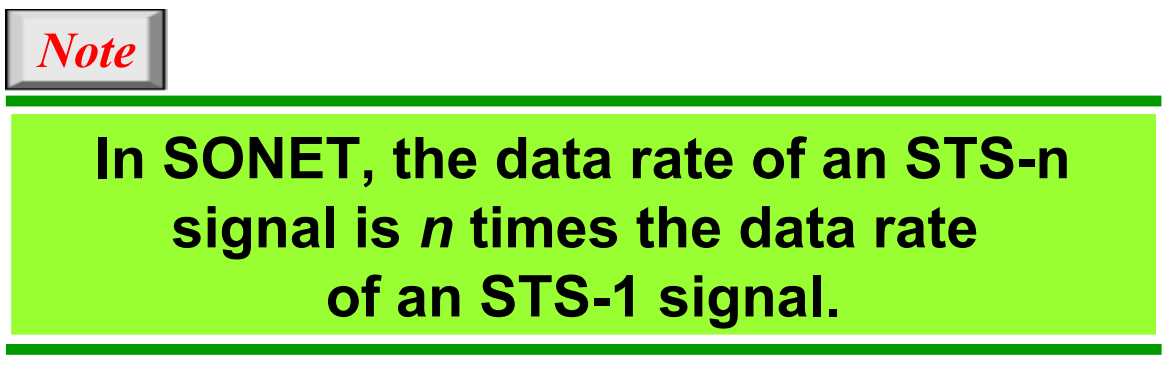 Note
In SONET, the data rate of an STS-n
signal is n times the data rate
of an STS-1 signal.